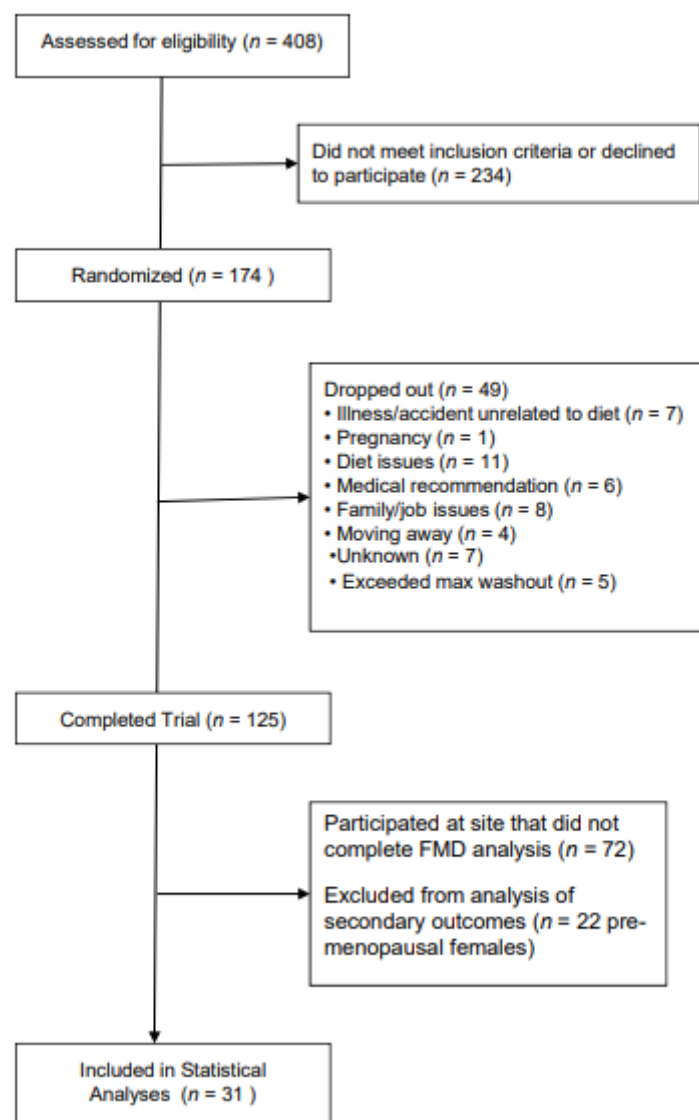 Assessed for eligibility (n = 408)
Did not meet inclusion criteria or declined
to participate (n = 234)
Randomized (n = 174 )
Dropped out (n = 49)
• Illness/accident unrelated to diet (n = 7)
• Pregnancy (n = 1)
• Diet issues (n = 11)
• Medical recommendation (n = 6)
• Family/job issues (n = 8)
• Moving away (n = 4)
•Unknown (n = 7)
• Exceeded max washout (n = 5)
Completed Trial (n = 125)
Participated at site that did not
complete FMD analysis (n = 72)
Excluded from analysis of
secondary outcomes (n = 22 pre-
menopausal females)
Included in Statistical
Analyses (n = 31 )